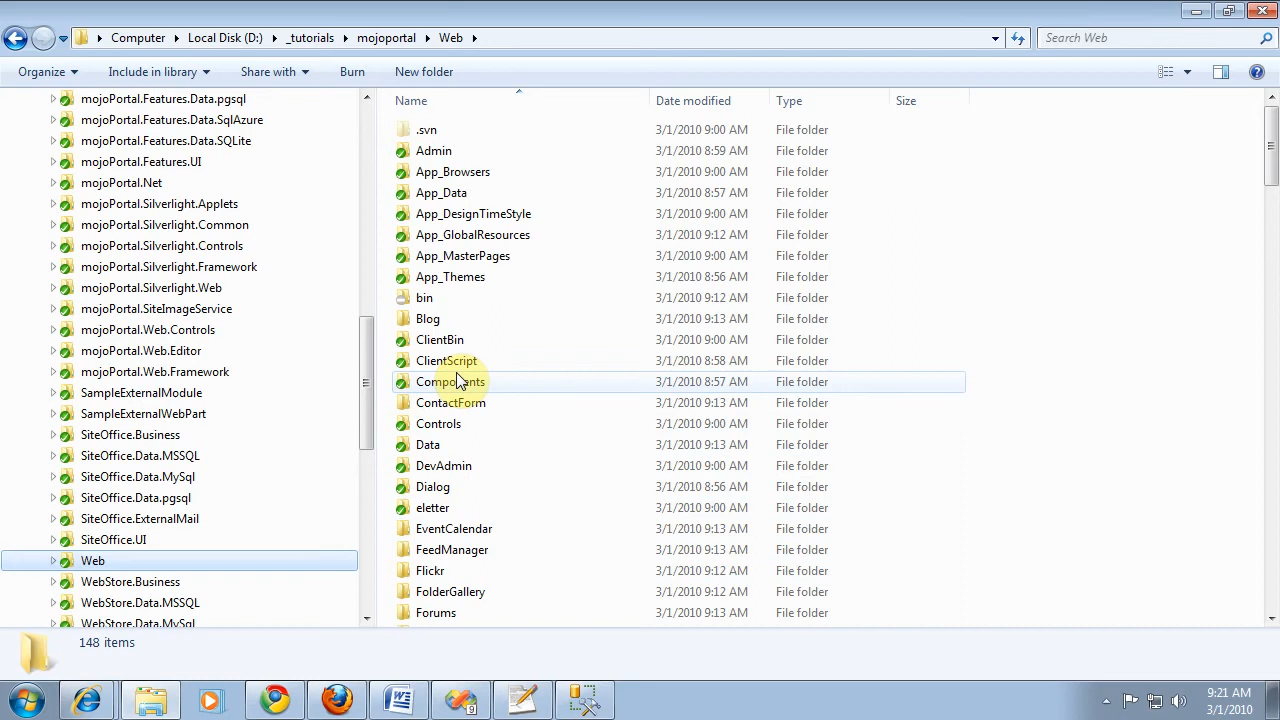 Computer Local Disk (D:) _tutorials mojoportal Web Search Web
Organize Include in library Share with Burn New folder
Name Date modified Type Size
mojoPortal.Features.Data.pgsql
mojoPortal.Features.Data.SqlAzure
mojoPortal.Features.Data.SQLite
mojoPortal.Features.UI
mojoPortal.Net
mojoPortal.Silverlight.Applets
mojoPortal.Silverlight.Common
mojoPortal.Silverlight.Controls
mojoPortal.Silverlight.Framework
mojoPortal.Silverlight.Web
mojoPortal.SiteImageService
mojoPortal.Web.Controls
mojoPortal.Web.Editor
mojoPortal.Web.Framework
SampleExternalModule
SampleExternalWebPart
SiteOffice.Business
SiteOffice.Data.MSSQL
SiteOffice.Data.MySql
SiteOffice.Data.pgsql
SiteOffice.ExternalMail
SiteOffice.UI
Web
WebStore.Business
WebStore.Data.MSSQL
WebStore.Data.MySql
.svn 3/1/2010 9:00 AM File folder
Admin 3/1/2010 8:59 AM File folder
App_Browsers 3/1/2010 9:00 AM File folder
App_Data 3/1/2010 8:57 AM File folder
App_DesignTimeStyle 3/1/2010 9:00 AM File folder
App_GlobalResources 3/1/2010 9:12 AM File folder
App_MasterPages 3/1/2010 9:00 AM File folder
App_Themes 3/1/2010 8:56 AM File folder
bin 3/1/2010 9:12 AM File folder
Blog 3/1/2010 9:13 AM File folder
ClientBin 3/1/2010 9:00 AM File folder
ClientScript 3/1/2010 8:58 AM File folder
Components 3/1/2010 8:57 AM File folder
ContactForm 3/1/2010 9:13 AM File folder
Controls 3/1/2010 9:00 AM File folder
Data 3/1/2010 9:13 AM File folder
DevAdmin 3/1/2010 9:00 AM File folder
Dialog 3/1/2010 8:56 AM File folder
eletter 3/1/2010 9:00 AM File folder
EventCalendar 3/1/2010 9:13 AM File folder
FeedManager 3/1/2010 9:13 AM File folder
Flickr 3/1/2010 9:12 AM File folder
FolderGallery 3/1/2010 9:12 AM File folder
Forums 3/1/2010 9:13 AM File folder
148 items
9:21 AM
3/1/2010